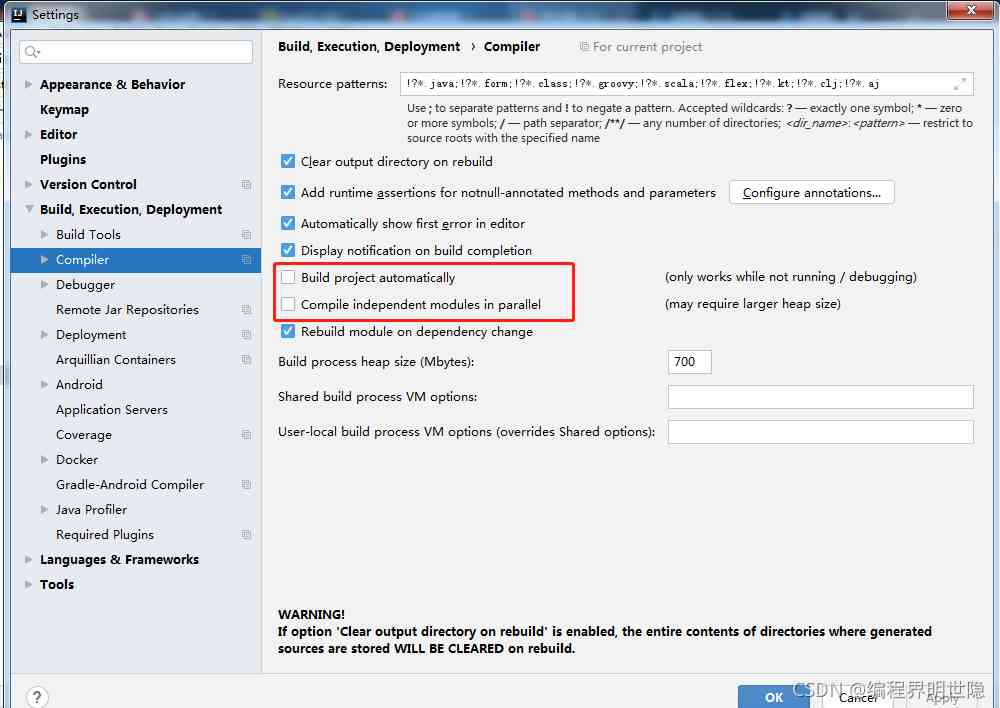 Settings
Build, Execution, Deployment › Compiler
For current project
Appearance & Behavior
Keymap
Editor
Plugins
Version Control
Build, Execution, Deployment
Build Tools
Compiler
Debugger
Remote Jar Repositories
Deployment
Arquillian Containers
Android
Application Servers
Coverage
Docker
Gradle-Android Compiler
Java Profiler
Required Plugins
Languages & Frameworks
Tools
Resource patterns: !?*.java;!?*.form;!?*.class;!?*.groovy;!?*.scala;!?*.flex;!?*.kt;!?*.clj;!?*.aj
Use ; to separate patterns and ! to negate a pattern. Accepted wildcards: ? — exactly one symbol; * — zero
or more symbols; / — path separator; /**/ — any number of directories; <dir_name>:<pattern> — restrict to
source roots with the specified name
Clear output directory on rebuild
Add runtime assertions for notnull-annotated methods and parameters Configure annotations...
Automatically show first error in editor
Display notification on build completion
Build project automatically (only works while not running / debugging)
Compile independent modules in parallel (may require larger heap size)
Rebuild module on dependency change
Build process heap size (Mbytes): 700
Shared build process VM options:
User-local build process VM options (overrides Shared options):
WARNING!
If option 'Clear output directory on rebuild' is enabled, the entire contents of directories where generated
sources are stored WILL BE CLEARED on rebuild.
? OK Cancel Apply
CSDN @编程界明世隐